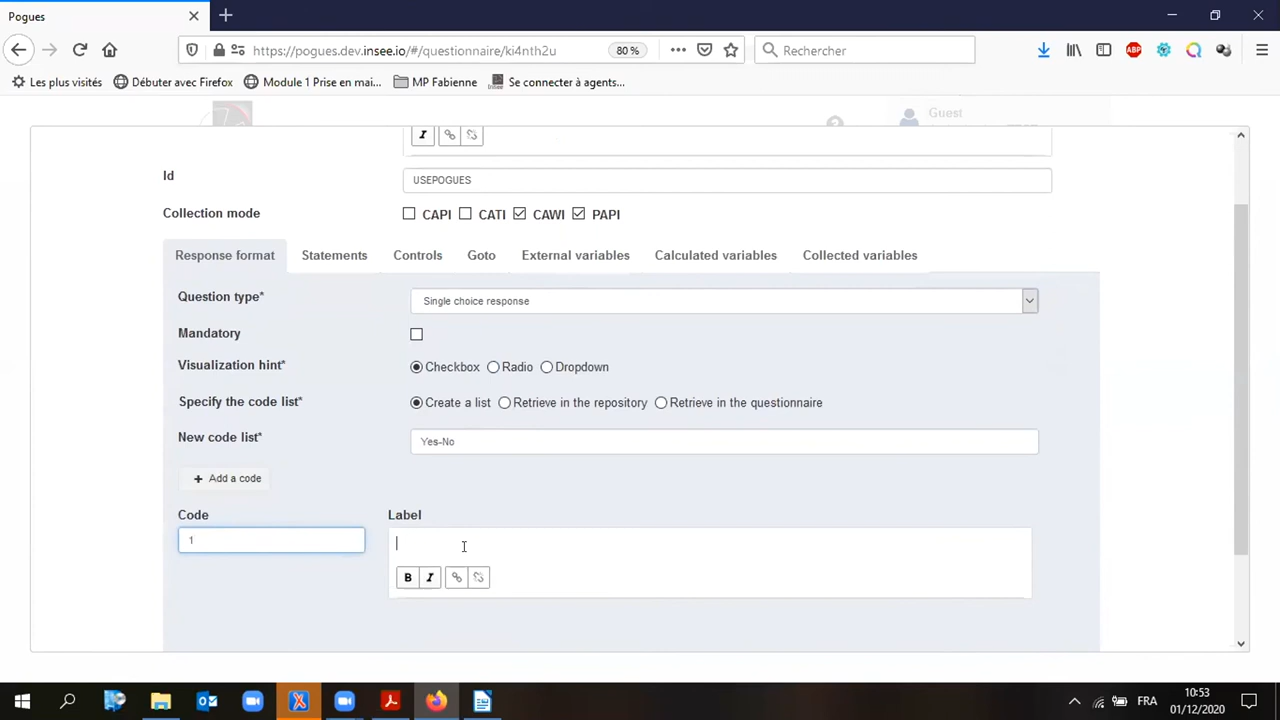 Pogues
https://pogues.dev.insee.io/#/questionnaire/ki4nth2u
80 %
Rechercher
ABP
Les plus visités
Débuter avec Firefox
Module 1 Prise en mai...
MP Fabienne
Se connecter à agents...
Guest
I
Id
USEPOGUES
Collection mode
CAPI
CATI
CAWI
PAPI
Response format
Statements
Controls
Goto
External variables
Calculated variables
Collected variables
Question type*
Single choice response
Mandatory
Visualization hint*
Checkbox
Radio
Dropdown
Specify the code list*
Create a list
Retrieve in the repository
Retrieve in the questionnaire
New code list*
Yes-No
+ Add a code
Code
Label
1
B I
FRA
10:53
01/12/2020